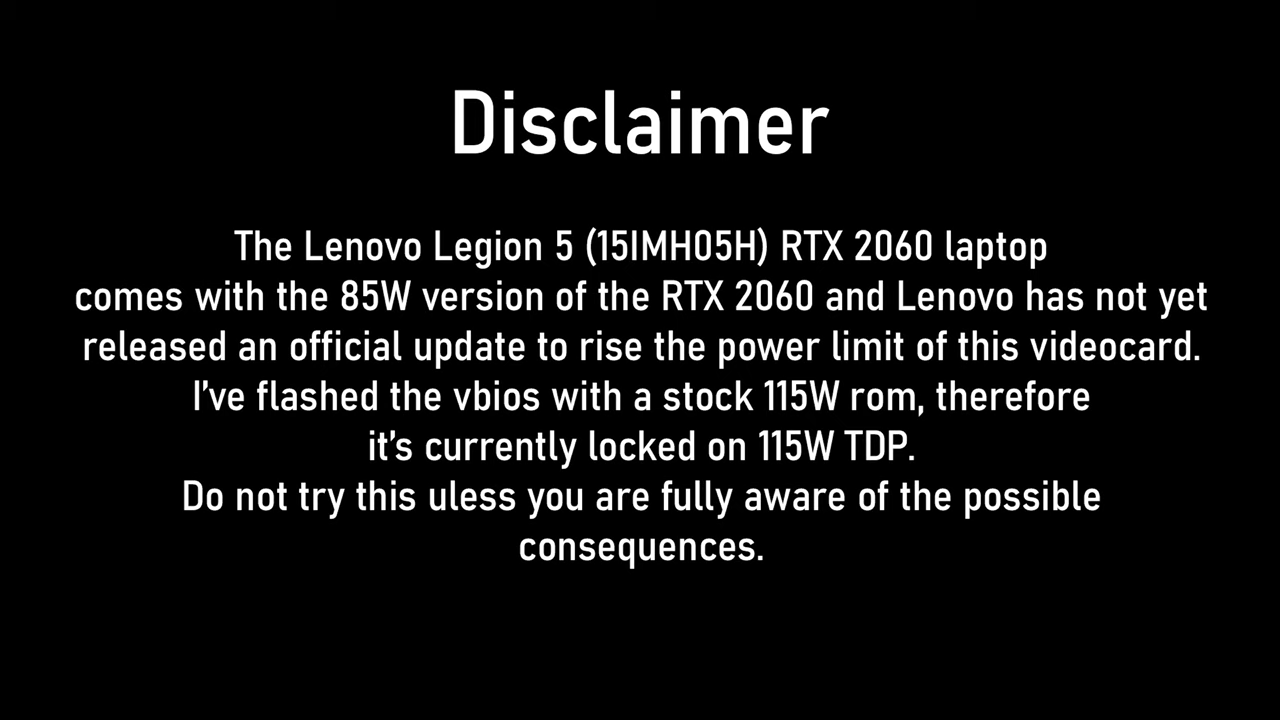 Disclaimer
The Lenovo Legion 5 (15IMH05H) RTX 2060 laptop
comes with the 85W version of the RTX 2060 and Lenovo has not yet
released an official update to rise the power limit of this videocard.
I've flashed the vbios with a stock 115W rom, therefore
it's currently locked on 115W TDP.
Do not try this uless you are fully aware of the possible
consequences.